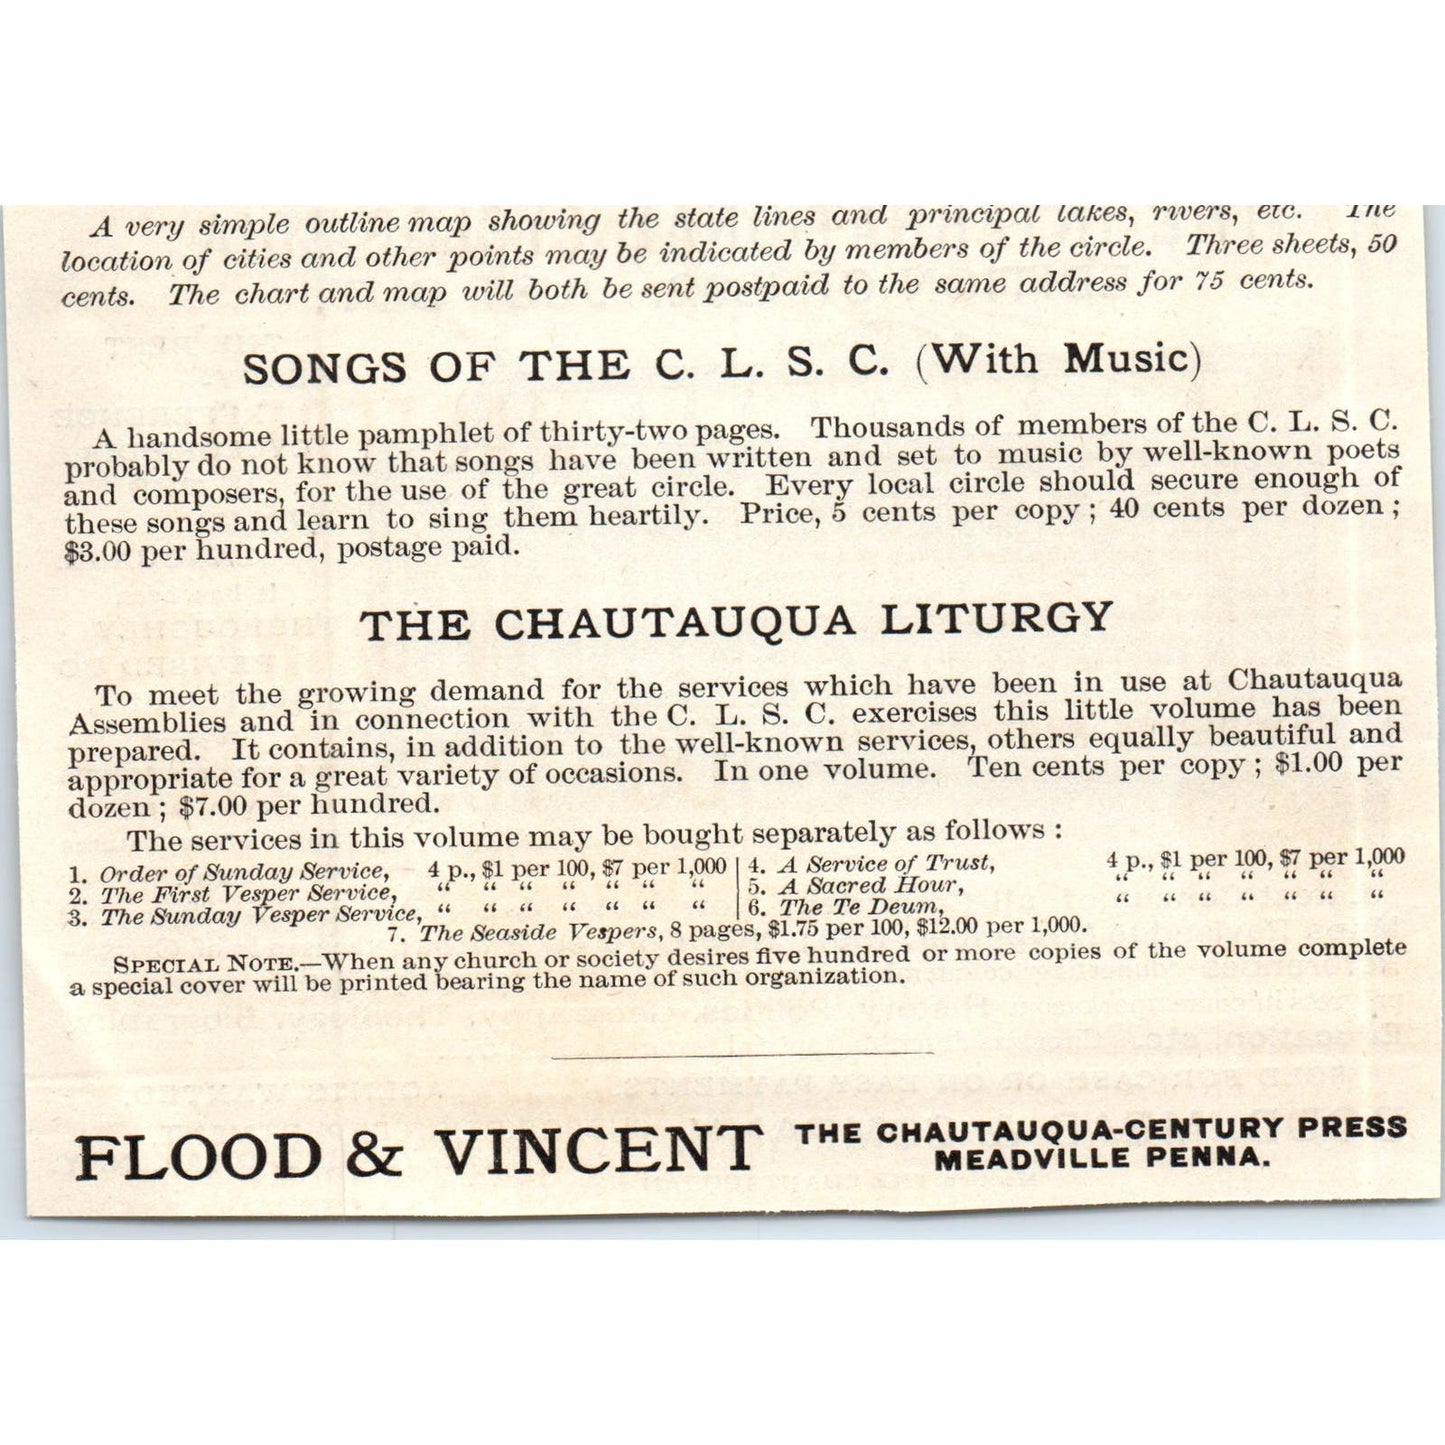 A very simple outline map showing the state lines and principal lakes, rivers, etc. The
location of cities and other points may be indicated by members of the circle. Three sheets, 50
cents. The chart and map will both be sent postpaid to the same address for 75 cents.
SONGS OF THE C. L. S. C. (With Music)
A handsome little pamphlet of thirty-two pages. Thousands of members of the C. L. S. C.
probably do not know that songs have been written and set to music by well-known poets
and composers, for the use of the great circle. Every local circle should secure enough of
these songs and learn to sing them heartily. Price, 5 cents per copy; 40 cents per dozen;
$3.00 per hundred, postage paid.
THE CHAUTAUQUA LITURGY
To meet the growing demand for the services which have been in use at Chautauqua
Assemblies and in connection with the C. L. S. C. exercises this little volume has been
prepared. It contains, in addition to the well-known services, others equally beautiful and
appropriate for a great variety of occasions. In one volume. Ten cents per copy; $1.00 per
dozen; $7.00 per hundred.
The services in this volume may be bought separately as follows:
1. Order of Sunday Service, 4 p., $1 per 100, $7 per 1,000
2. The First Vesper Service, " " " " " " "
3. The Sunday Vesper Service, " " " " " " "
4. A Service of Trust, 4 p., $1 per 100, $7 per 1,000
5. A Sacred Hour, " " " " " " "
6. The Te Deum, " " " " " " "
7. The Seaside Vespers, 8 pages, $1.75 per 100, $12.00 per 1,000.
SPECIAL NOTE.—When any church or society desires five hundred or more copies of the volume complete
a special cover will be printed bearing the name of such organization.
FLOOD & VINCENT THE CHAUTAUQUA-CENTURY PRESS
MEADVILLE PENNA.